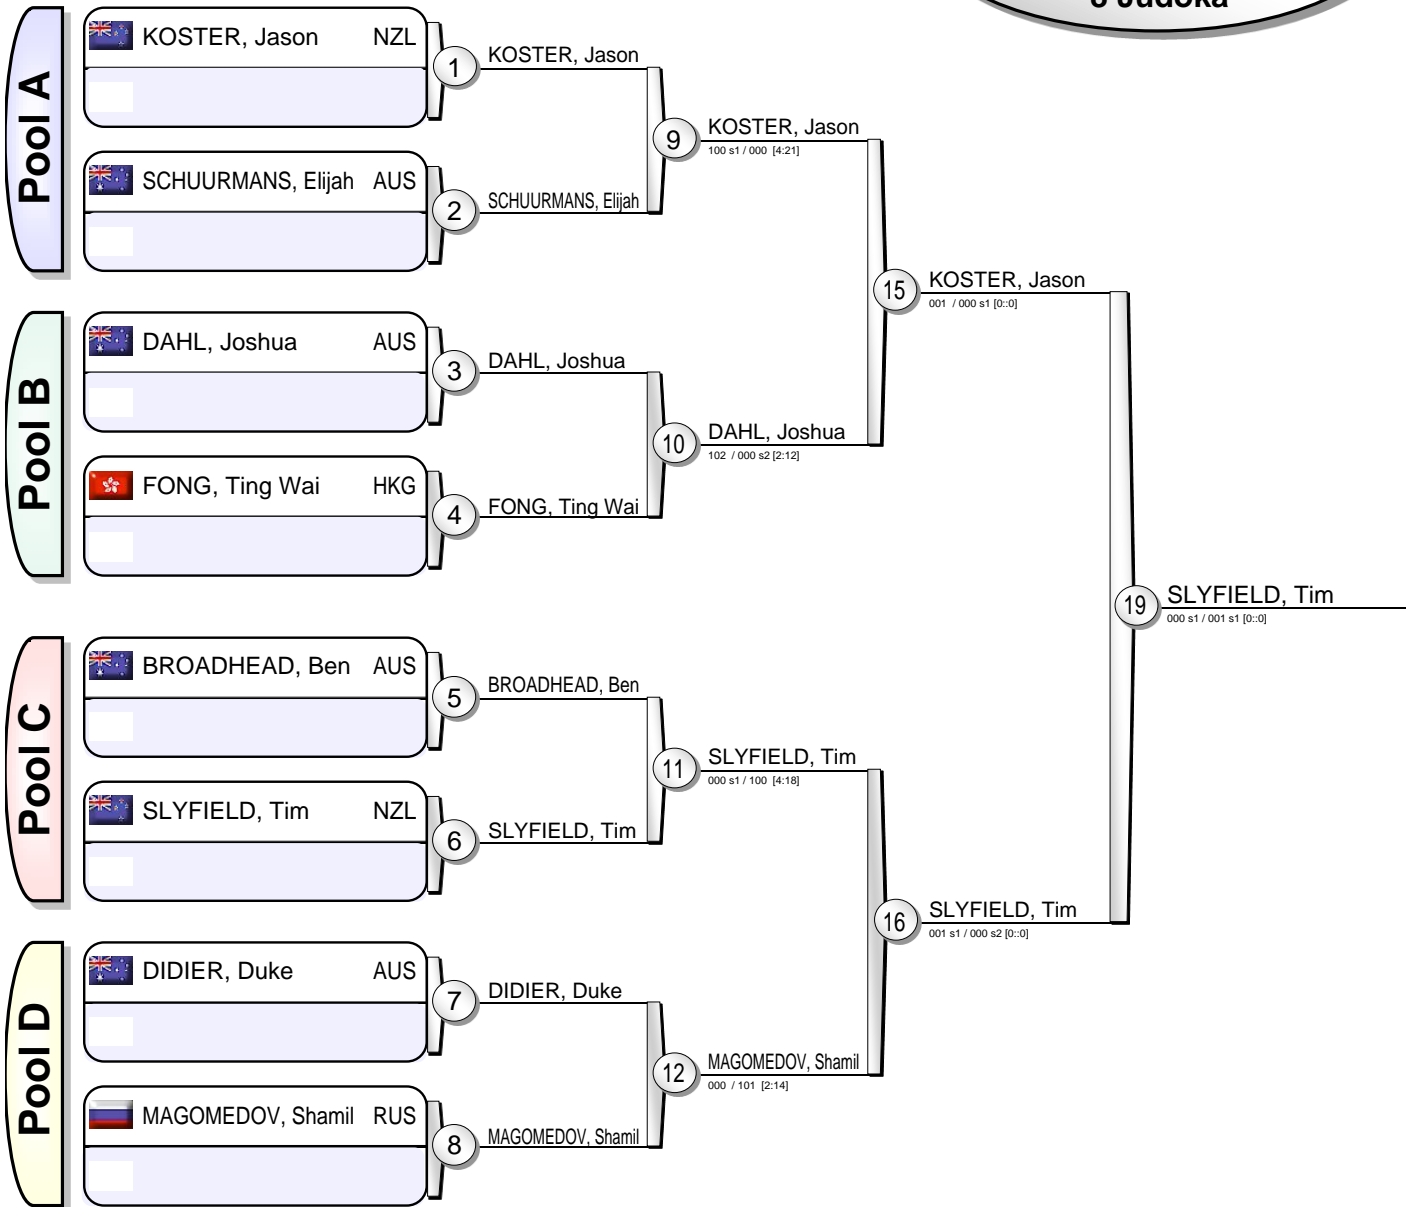 8 Judoka
Pool A
KOSTER, Jason NZL
SCHUURMANS, Elijah AUS
1
KOSTER, Jason
2
SCHUURMANS, Elijah
9
KOSTER, Jason
100 s1 / 000 [4:21]
Pool B
DAHL, Joshua AUS
FONG, Ting Wai HKG
3
DAHL, Joshua
4
FONG, Ting Wai
10
DAHL, Joshua
102 / 000 s2 [2:12]
15
KOSTER, Jason
001 / 000 s1 [0::0]
Pool C
BROADHEAD, Ben AUS
SLYFIELD, Tim NZL
5
BROADHEAD, Ben
6
SLYFIELD, Tim
11
SLYFIELD, Tim
000 s1 / 100 [4:18]
Pool D
DIDIER, Duke AUS
MAGOMEDOV, Shamil RUS
7
DIDIER, Duke
8
MAGOMEDOV, Shamil
12
MAGOMEDOV, Shamil
000 / 101 [2:14]
16
SLYFIELD, Tim
001 s1 / 000 s2 [0::0]
19
SLYFIELD, Tim
000 s1 / 001 s1 [0::0]